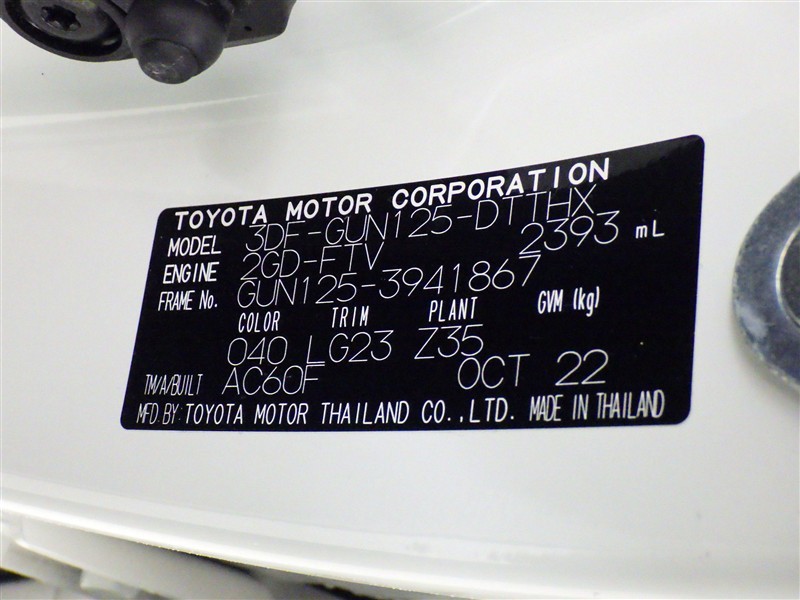 TOYOTA MOTOR CORPORATION
MODEL 3DF-GUN125-DTTHX
ENGINE 2GD-FTV 2393 mL
FRAME No. GUN125-3941867
COLOR TRIM PLANT GVM (kg)
040 LG23 Z35
TM/A/BUILT AC60F OCT 22
MFD.BY:TOYOTA MOTOR THAILAND CO.,LTD. MADE IN THAILAND